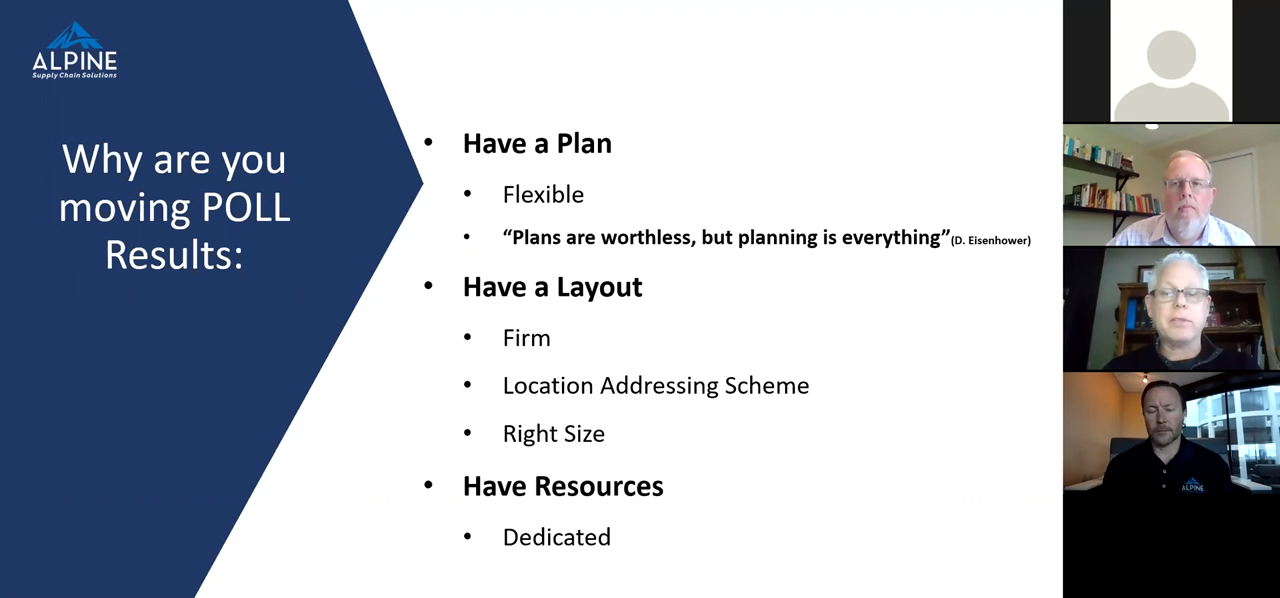 ALPINE
Supply Chain Solutions
Why are you
moving POLL
Results:
• Have a Plan
• Flexible
• “Plans are worthless, but planning is everything”(D. Eisenhower)
• Have a Layout
• Firm
• Location Addressing Scheme
• Right Size
• Have Resources
• Dedicated
ALPINE